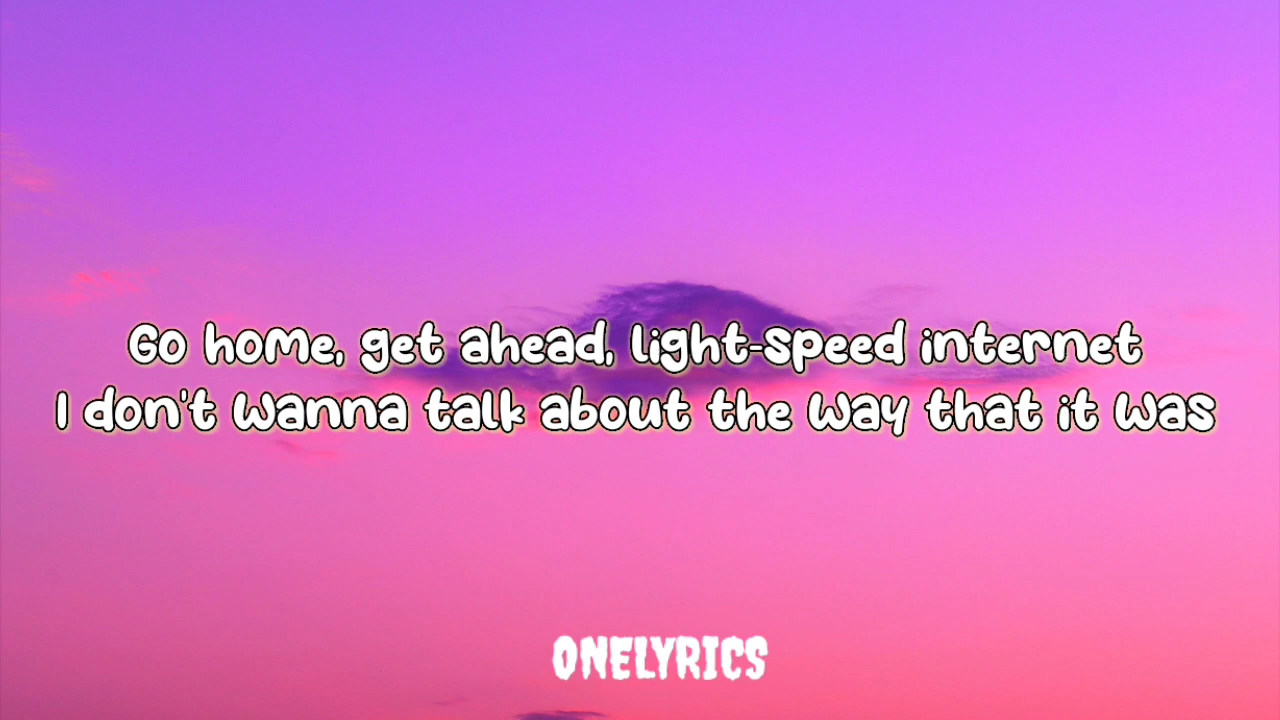 Go home, get ahead, light-speed internet
I don't wanna talk about the way that it was
ONELYRICS